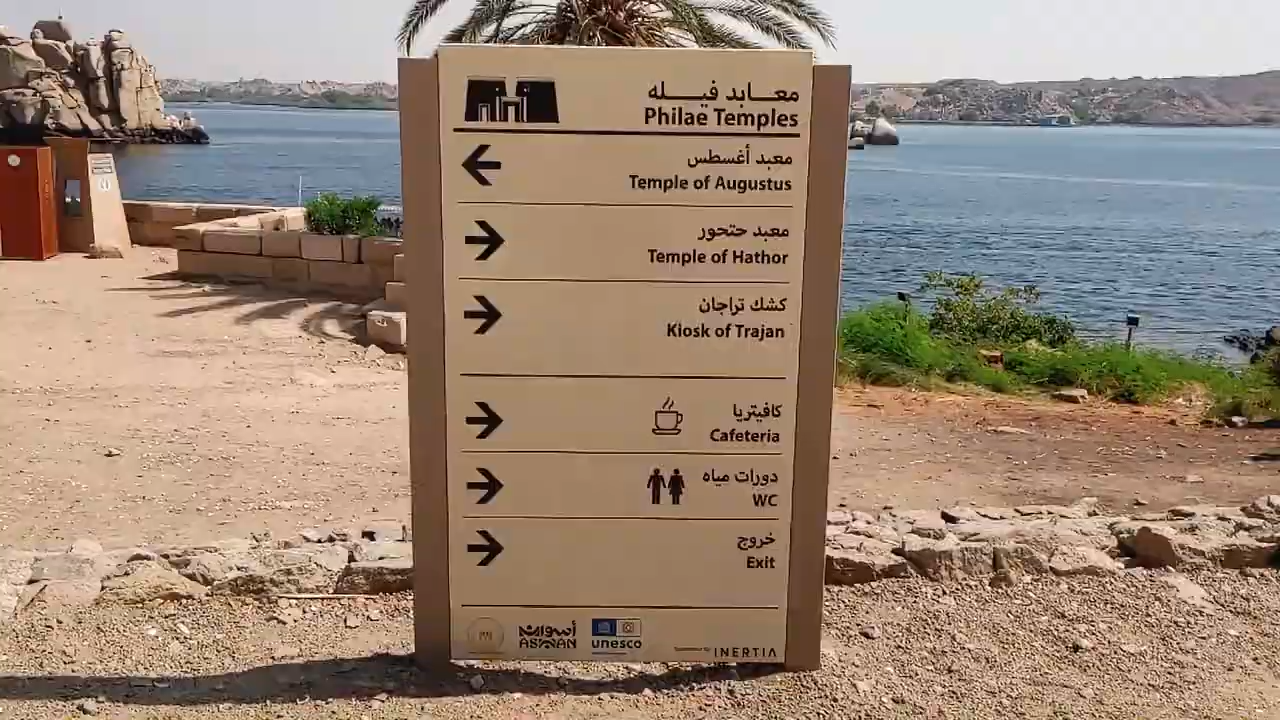 معابد فيله
Philae Temples
معبد أغسطس
Temple of Augustus
معبد حتحور
Temple of Hathor
كشك تراجان
Kiosk of Trajan
كافيتريا
Cafeteria
دورات مياه
WC
خروج
Exit
أسوان
ASWAN
unesco
INERTIA